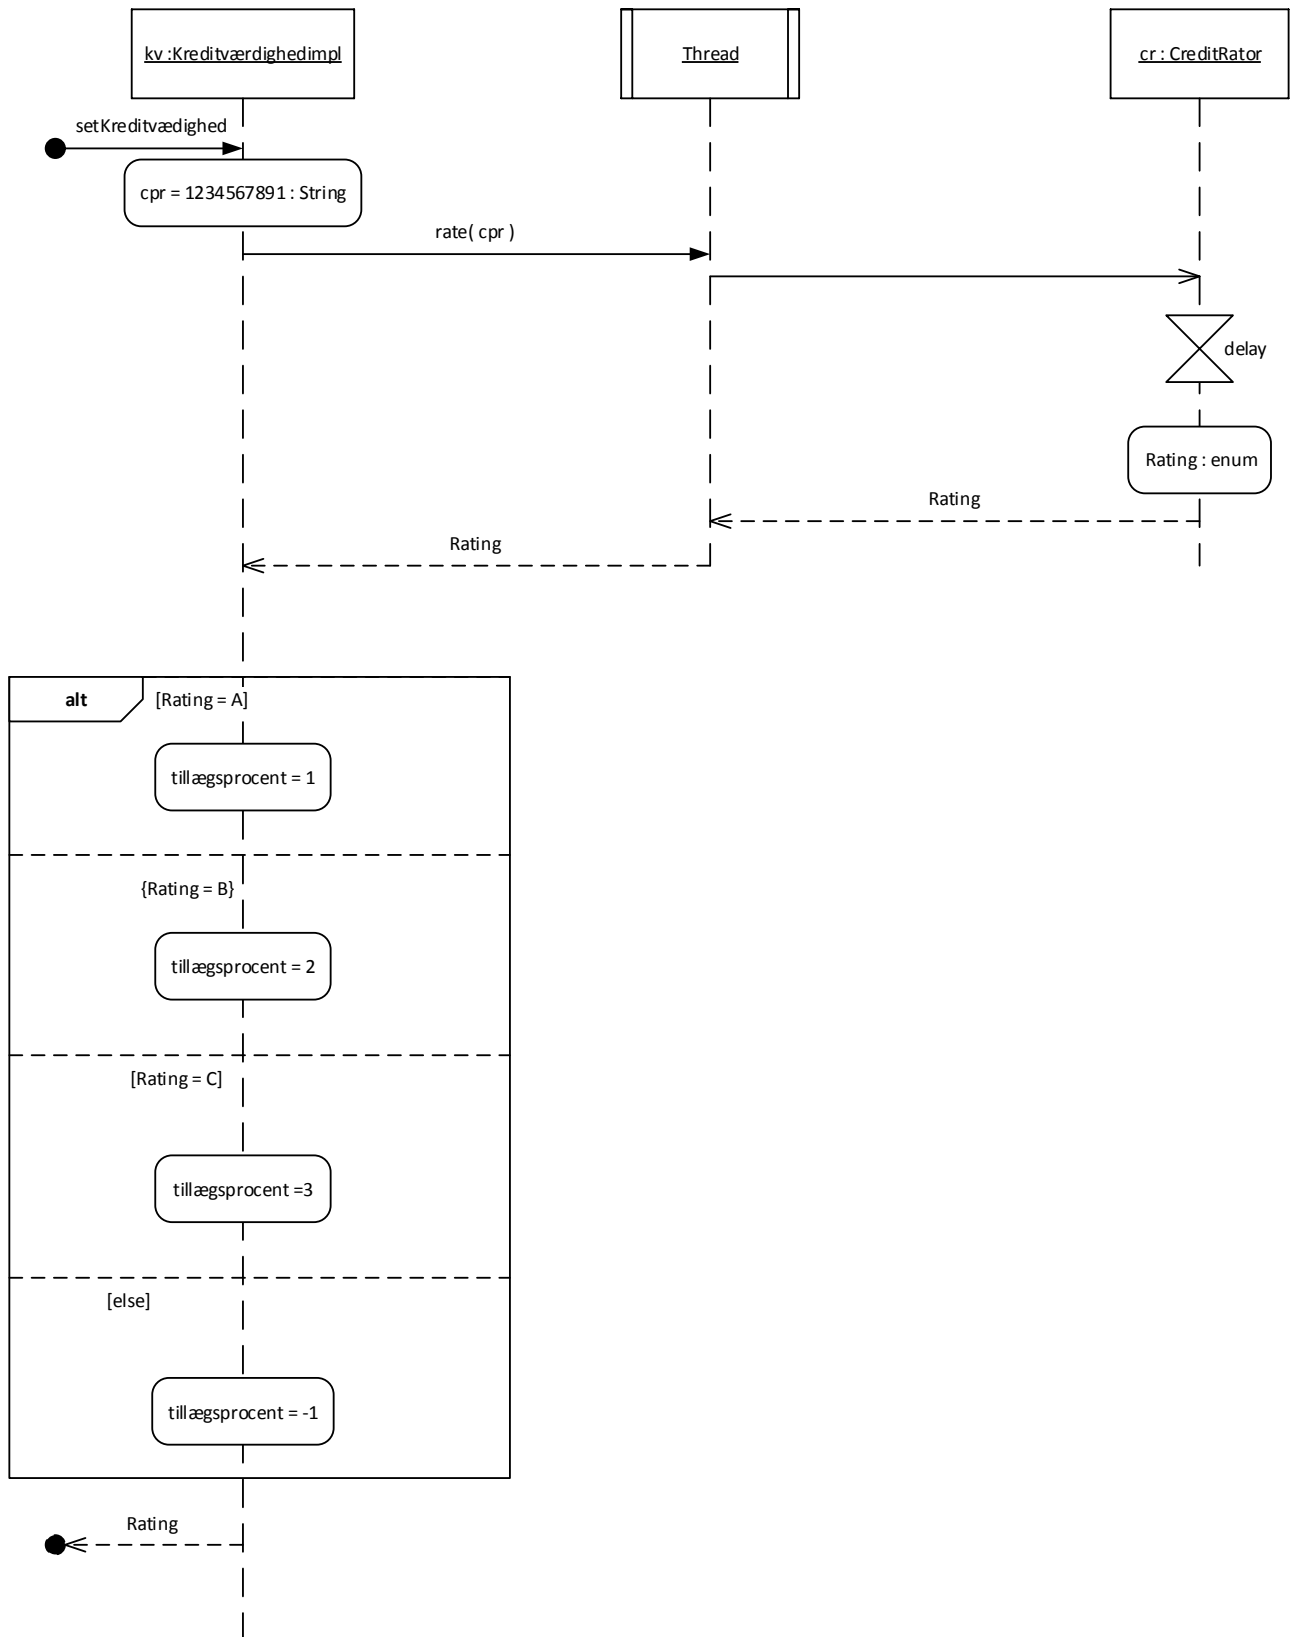 kv :Kreditværdighedimpl
Thread
cr : CreditRator
setKreditvædighed
cpr = 1234567891 : String
rate( cpr )
delay
Rating : enum
Rating
Rating
alt
[Rating = A]
tillægsprocent = 1
{Rating = B}
tillægsprocent = 2
[Rating = C]
tillægsprocent =3
[else]
tillægsprocent = -1
Rating